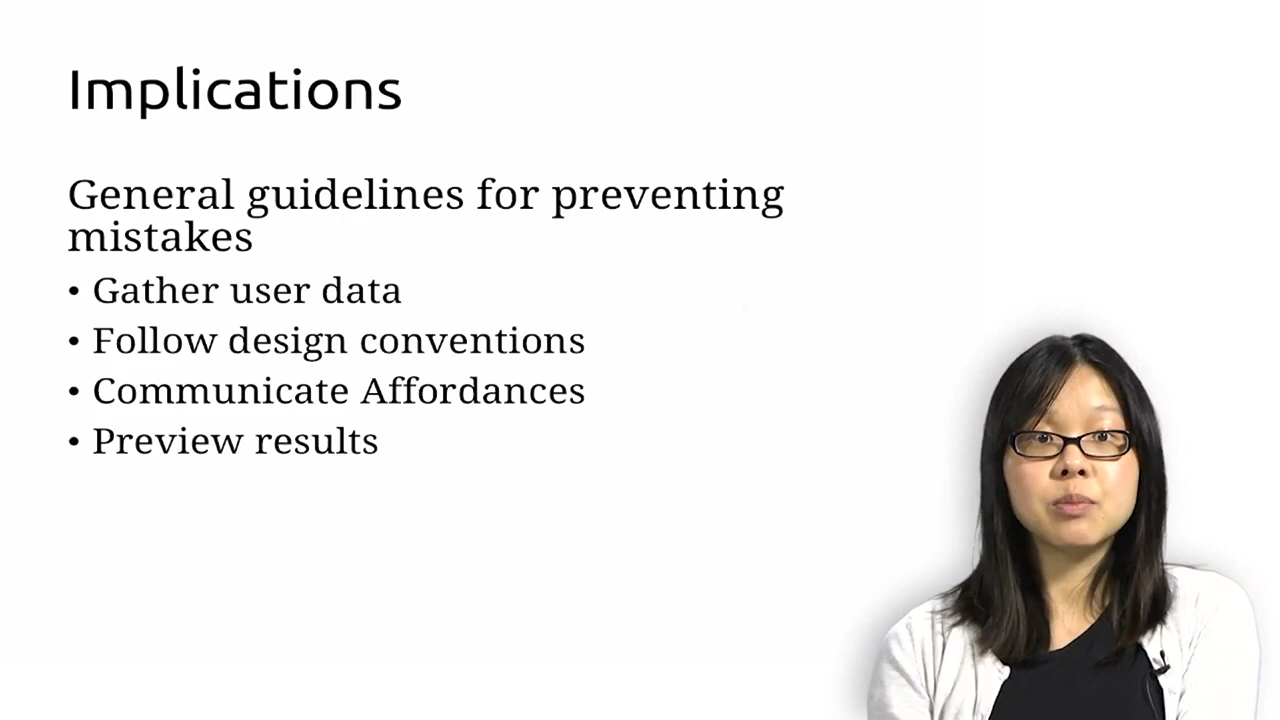 Implications
General guidelines for preventing
mistakes
• Gather user data
• Follow design conventions
• Communicate Affordances
• Preview results